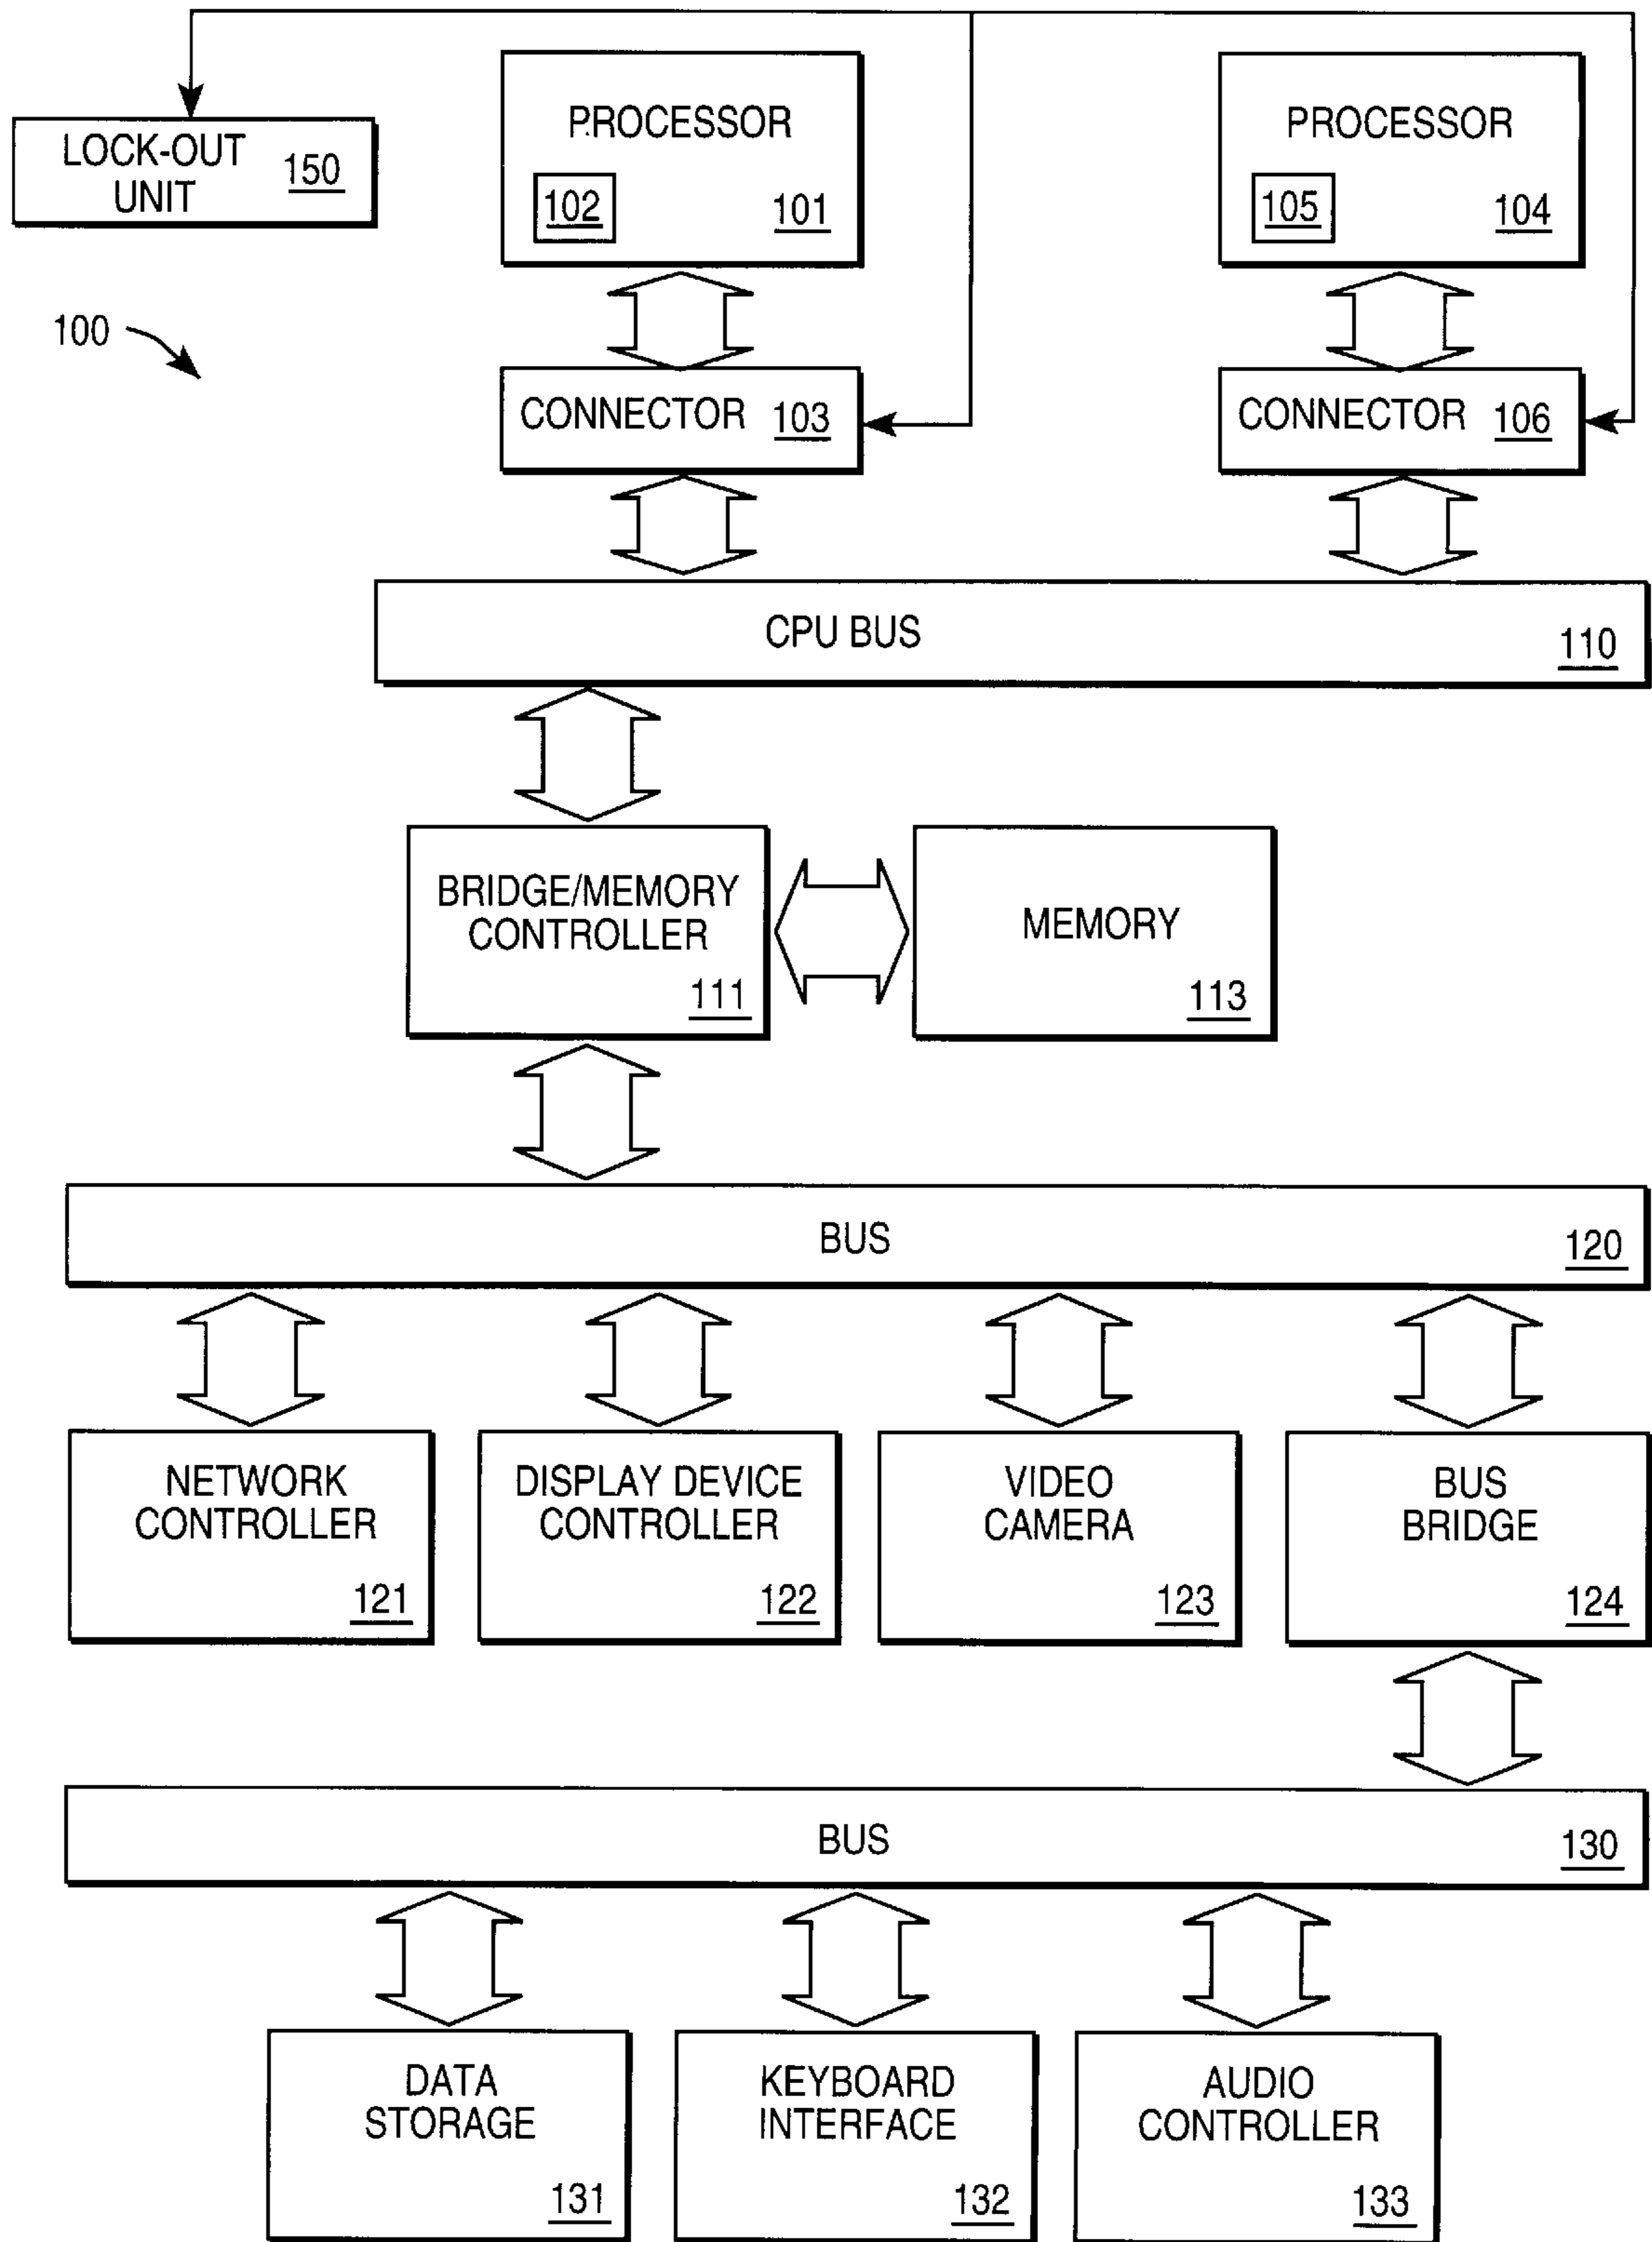 LOCK-OUT
UNIT
150
PROCESSOR
102
101
PROCESSOR
105
104
100
CONNECTOR 103
CONNECTOR 106
CPU BUS
110
BRIDGE/MEMORY
CONTROLLER
111
MEMORY
113
BUS
120
NETWORK
CONTROLLER
121
DISPLAY DEVICE
CONTROLLER
122
VIDEO
CAMERA
123
BUS
BRIDGE
124
BUS
130
DATA
STORAGE
131
KEYBOARD
INTERFACE
132
AUDIO
CONTROLLER
133